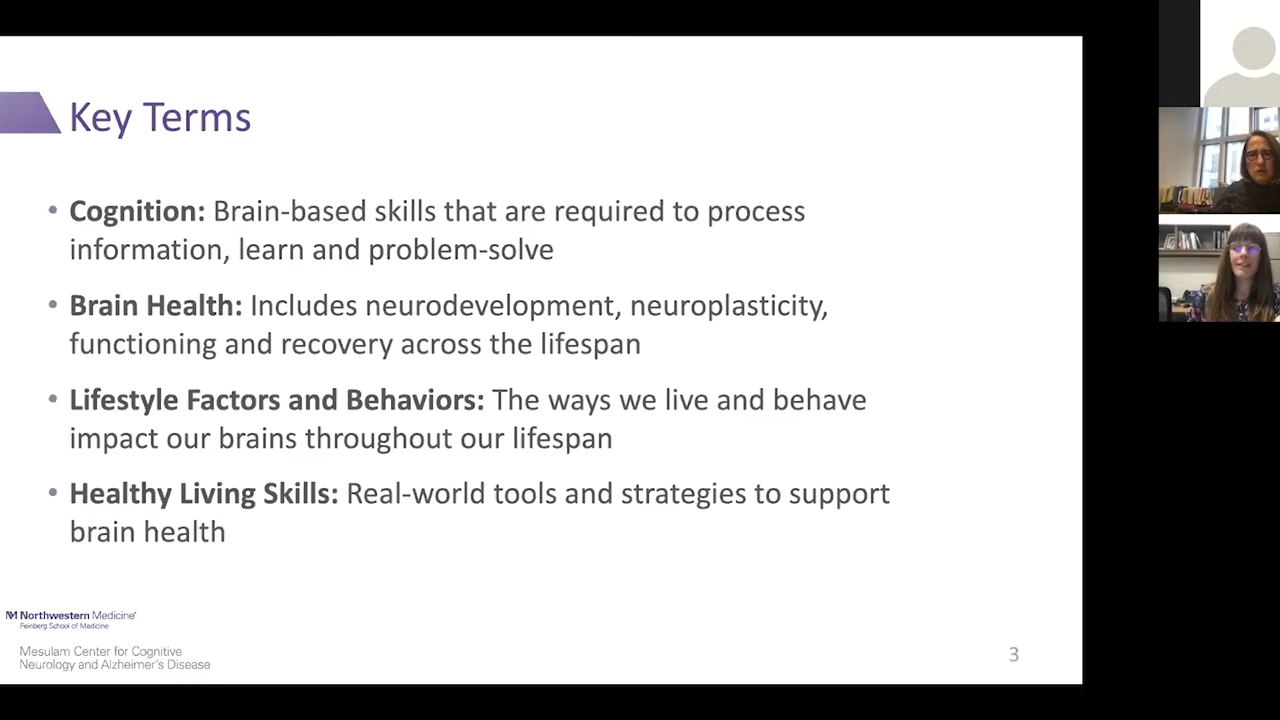 Key Terms
• Cognition: Brain-based skills that are required to process
information, learn and problem-solve
• Brain Health: Includes neurodevelopment, neuroplasticity,
functioning and recovery across the lifespan
• Lifestyle Factors and Behaviors: The ways we live and behave
impact our brains throughout our lifespan
• Healthy Living Skills: Real-world tools and strategies to support
brain health
M Northwestern Medicine®
Feinberg School of Medicine
Mesulam Center for Cognitive
Neurology and Alzheimer's Disease
3